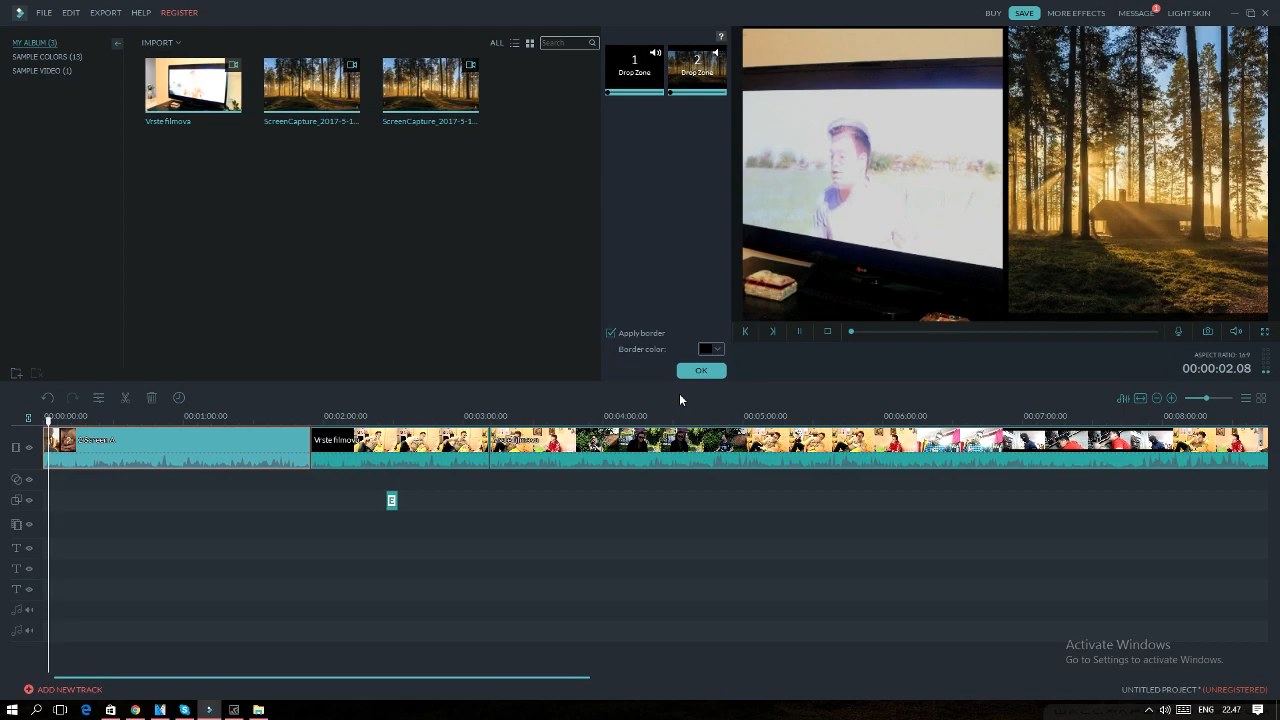 FILE EDIT EXPORT HELP REGISTER
BUY SAVE MORE EFFECTS MESSAGE 1 LIGHT SKIN
MY ALBUM (3)
SAMPLE COLORS (13)
SAMPLE VIDEO (1)
IMPORT
ALL
Search
Vrste filmova
ScreenCapture_2017-5-1...
ScreenCapture_2017-5-1...
?
1
Drop Zone
2
Drop Zone
Apply border
Border color:
OK
ASPECT RATIO: 16:9
00:00:02.08
00:00:00:00 00:01:00:00 00:02:00:00 00:03:00:00 00:04:00:00 00:05:00:00 00:06:00:00 00:07:00:00 00:08:00:00
Vrste filmova
E
T
T
T
Activate Windows
Go to Settings to activate Windows.
ADD NEW TRACK
UNTITLED PROJECT * (UNREGISTERED)
ENG 22.47